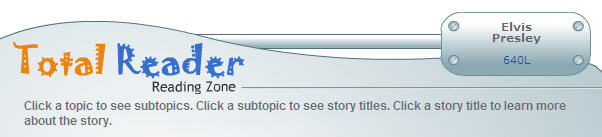 Elvis
Presley
640L
Total Reader
Reading Zone
Click a topic to see subtopics. Click a subtopic to see story titles. Click a story title to learn more
about the story.